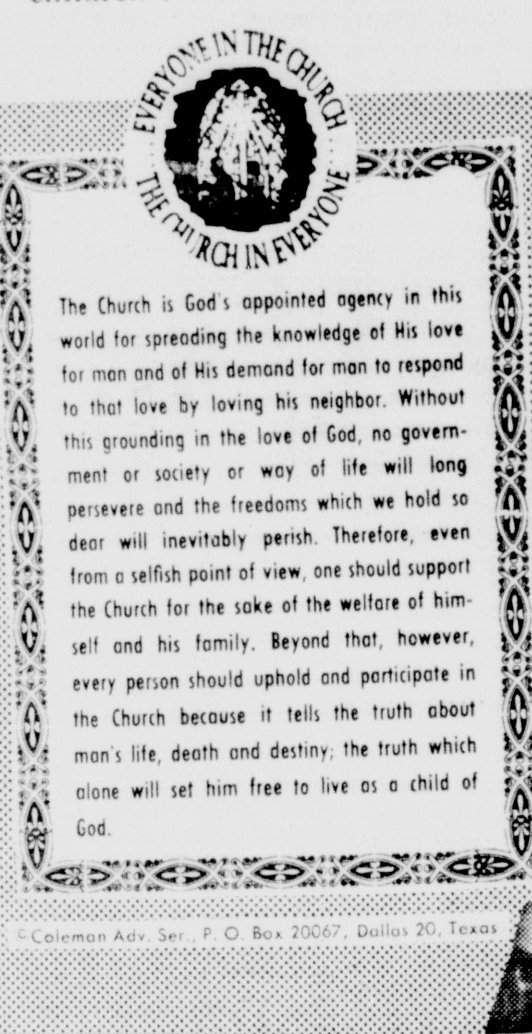 EVERYONE IN THE CHURCH
THE CHURCH IN EVERYONE
The Church is God's appointed agency in this
world for spreading the knowledge of His love
for man and of His demand for man to respond
to that love by loving his neighbor. Without
this grounding in the love of God, no govern-
ment or society or way of life will long
persevere and the freedoms which we hold so
dear will inevitably perish. Therefore, even
from a selfish point of view, one should support
the Church for the sake of the welfare of him-
self and his family. Beyond that, however,
every person should uphold and participate in
the Church because it tells the truth about
man's life, death and destiny; the truth which
alone will set him free to live as a child of
God.
© Coleman Adv. Ser., P. O. Box 20067, Dallas 20, Texas